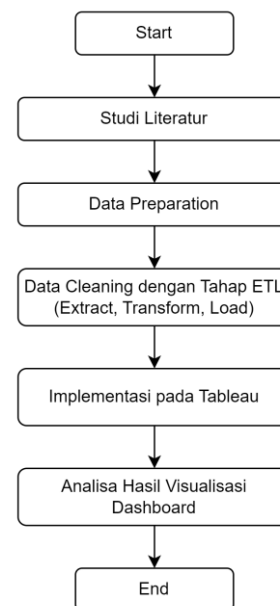 Start
Studi Literatur
Data Preparation
Data Cleaning dengan Tahap ETL
(Extract, Transform, Load)
Implementasi pada Tableau
Analisa Hasil Visualisasi
Dashboard
End